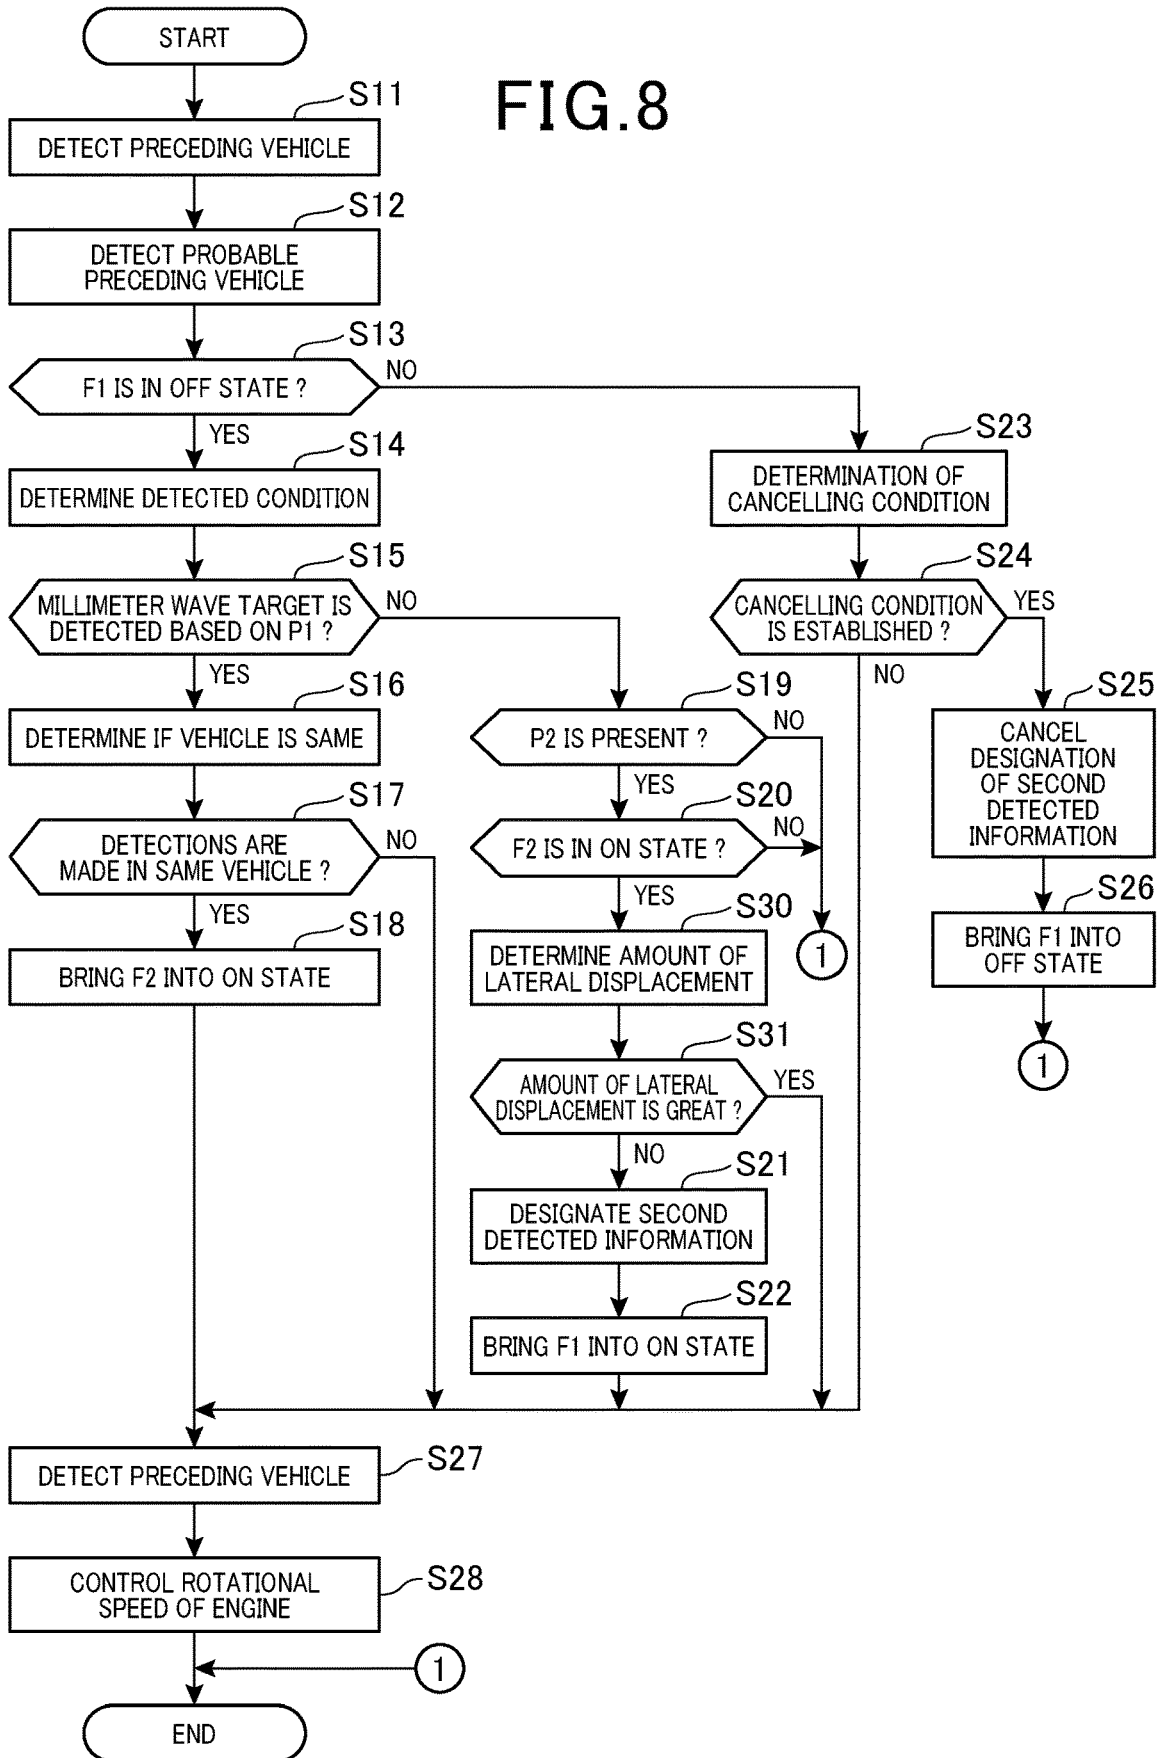 START
FIG.8
S11
DETECT PRECEDING VEHICLE
S12
DETECT PROBABLE
PRECEDING VEHICLE
S13
F1 IS IN OFF STATE ?
NO
YES
S14
DETERMINE DETECTED CONDITION
S15
MILLIMETER WAVE TARGET IS
DETECTED BASED ON P1 ?
NO
YES
S16
DETERMINE IF VEHICLE IS SAME
S17
DETECTIONS ARE
MADE IN SAME VEHICLE ?
NO
YES
S18
BRING F2 INTO ON STATE
S19
P2 IS PRESENT ?
NO
YES
S20
F2 IS IN ON STATE ?
NO
YES
1
S30
DETERMINE AMOUNT OF
LATERAL DISPLACEMENT
S31
AMOUNT OF LATERAL
DISPLACEMENT IS GREAT ?
YES
NO
S21
DESIGNATE SECOND
DETECTED INFORMATION
S22
BRING F1 INTO ON STATE
S23
DETERMINATION OF
CANCELLING CONDITION
S24
CANCELLING CONDITION
IS ESTABLISHED ?
YES
NO
S25
CANCEL
DESIGNATION
OF SECOND
DETECTED
INFORMATION
S26
BRING F1 INTO
OFF STATE
1
S27
DETECT PRECEDING VEHICLE
S28
CONTROL ROTATIONAL
SPEED OF ENGINE
1
END